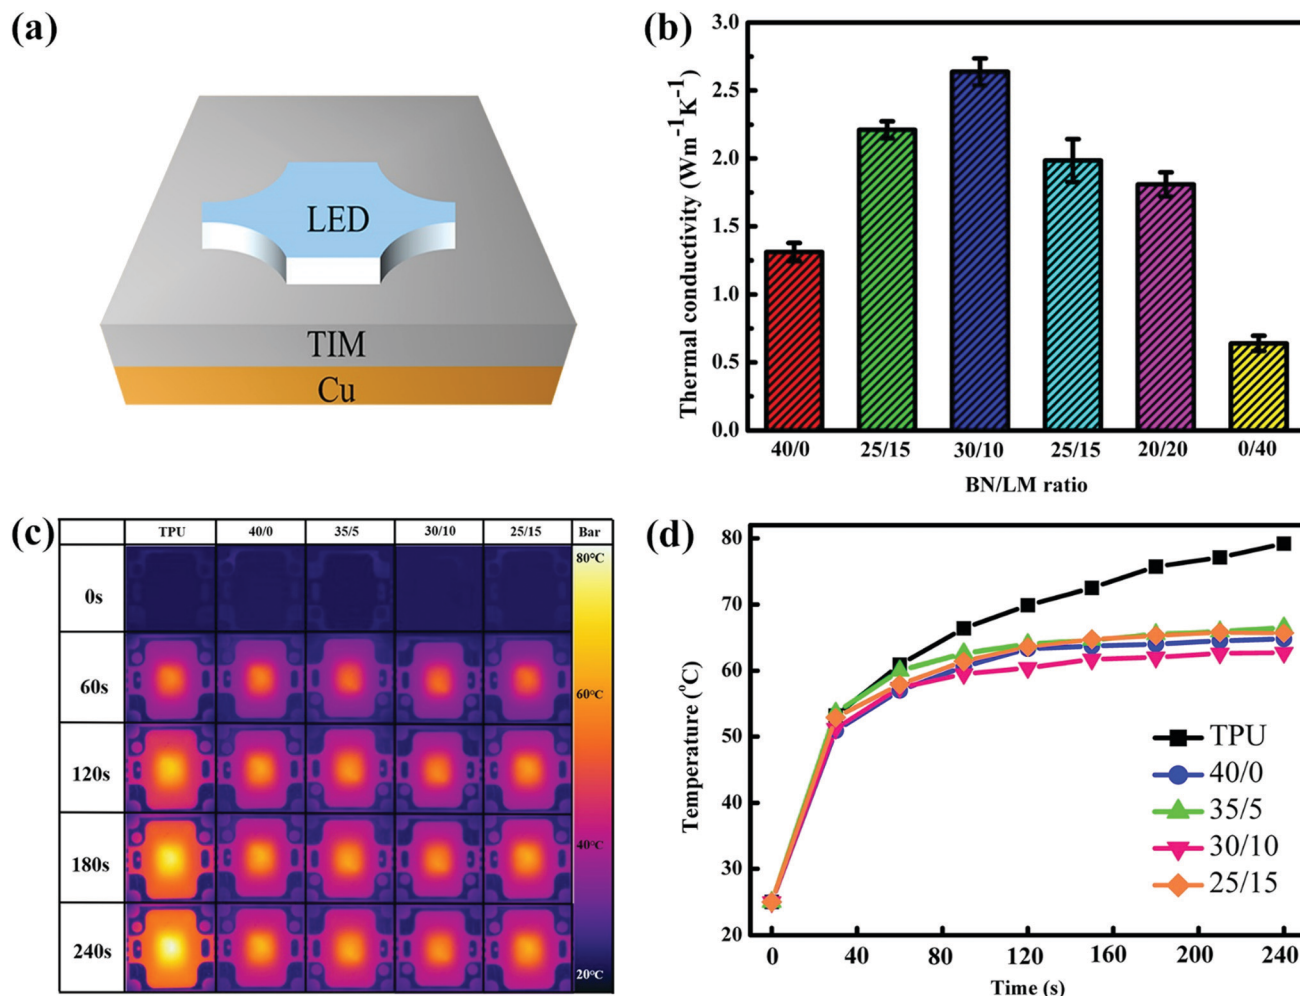 (a)
LED
TIM
Cu
(b)
Thermal conductivity (Wm⁻¹K⁻¹)
3.0
2.5
2.0
1.5
1.0
0.5
0.0
40/0 25/15 30/10 25/15 20/20 0/40
BN/LM ratio
(c)
TPU 40/0 35/5 30/10 25/15 Bar
80°C
0s
60s
60°C
120s
180s
40°C
240s
20°C
(d)
Temperature (°C)
80
70
60
50
40
30
20
TPU
40/0
35/5
30/10
25/15
0 40 80 120 160 200 240
Time (s)